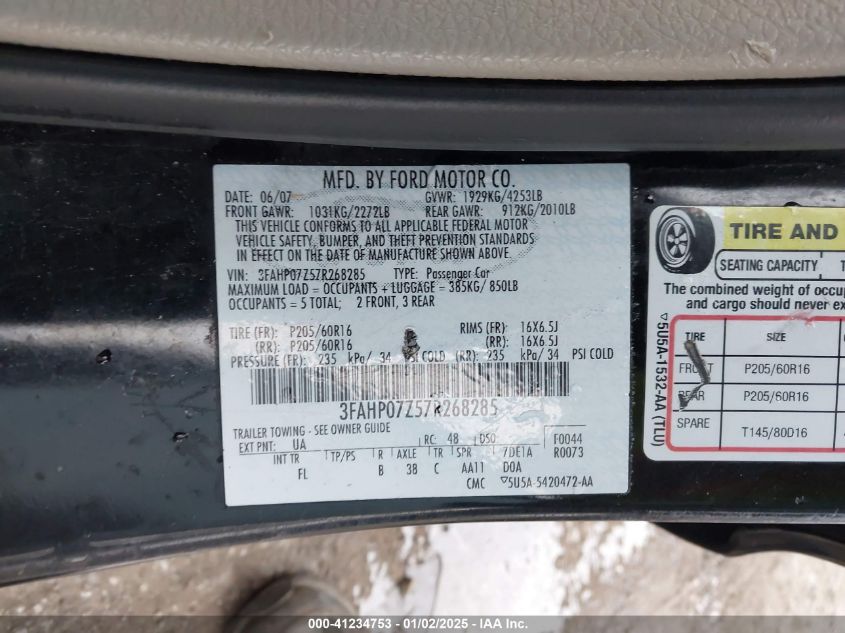 MFD. BY FORD MOTOR CO.
DATE: 06/07 GVWR: 1929KG/4253LB
FRONT GAWR: 1031KG/2272LB REAR GAWR: 912KG/2010LB
THIS VEHICLE CONFORMS TO ALL APPLICABLE FEDERAL MOTOR
VEHICLE SAFETY, BUMPER, AND THEFT PREVENTION STANDARDS
IN EFFECT ON THE DATE OF MANUFACTURE SHOWN ABOVE.
VIN: 3FAHP07Z57R268285 TYPE: Passenger Car
MAXIMUM LOAD = OCCUPANTS + LUGGAGE = 385KG/ 850LB
OCCUPANTS = 5 TOTAL; 2 FRONT, 3 REAR
TIRE (FR): P205/60R16 RIMS (FR): 16X6.5J
(RR): P205/60R16 (RR): 16X6.5J
PRESSURE (FR): 235 kPa/ 34 PSI COLD (RR): 235 kPa/ 34 PSI COLD
3FAHP07Z57R268285
TRAILER TOWING - SEE OWNER GUIDE
EXT PNT: UA RC: 48 DSO: F0044
INT TR TP/PS R AXLE TR SPR 7DE1A R0073
FL B 38 C AA11 DOA
CMC ▽5U5A-5420472-AA
TIRE AND
SEATING CAPACITY T
The combined weight of occup
and cargo should never ex
▽5U5A-1532-AA (TLU)
TIRE SIZE
FRONT P205/60R16
REAR P205/60R16
SPARE T145/80D16
000-41234753 - 01/02/2025 - IAA Inc.